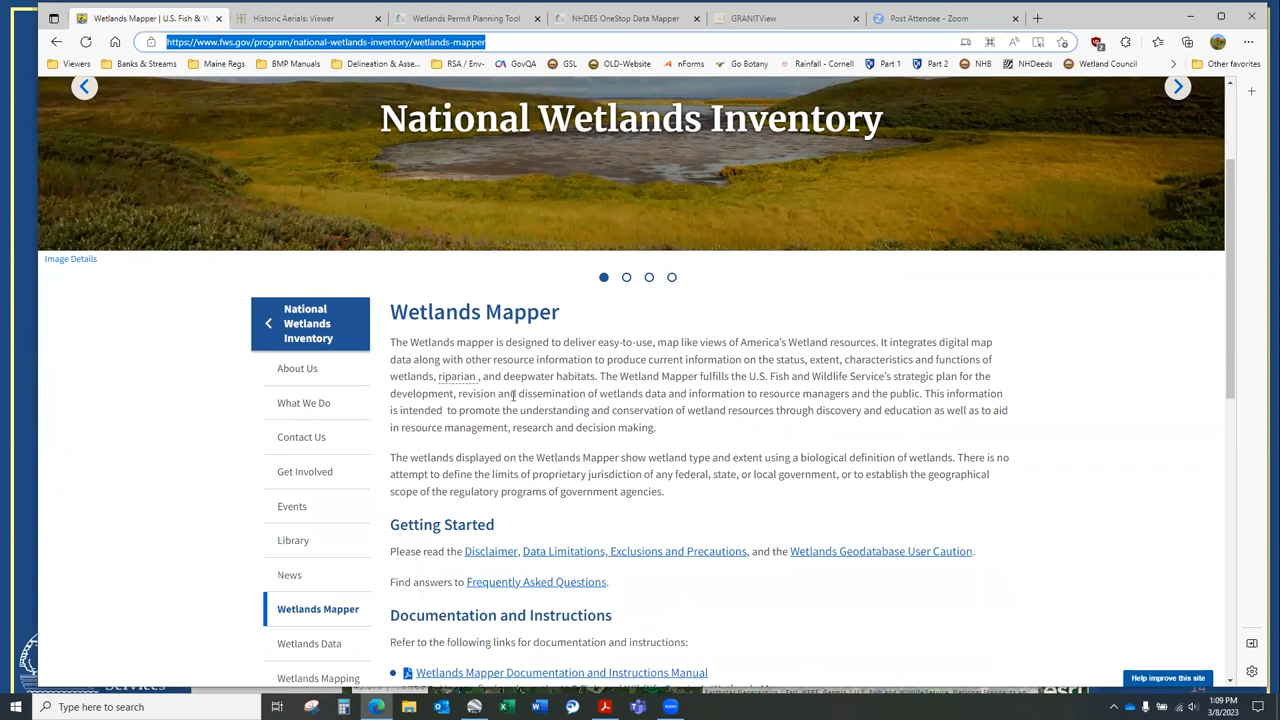 Wetlands Mapper | U.S. Fish & W
Historic Aerials: Viewer
Wetlands Permit Planning Tool
NHDES OneStop Data Mapper
GRANITView
Post Attendee - Zoom
https://www.fws.gov/program/national-wetlands-inventory/wetlands-mapper
Viewers
Banks & Streams
Maine Regs
BMP Manuals
Delineation & Asse...
RSA / Env-
GovQA
GSL
OLD-Website
nForms
Go Botany
Rainfall - Cornell
Part 1
Part 2
NHB
NHDeeds
Wetland Council
Other favorites
National Wetlands Inventory
Image Details
National
Wetlands
Inventory
About Us
What We Do
Contact Us
Get Involved
Events
Library
News
Wetlands Mapper
Wetlands Data
Wetlands Mapping
Wetlands Mapper
The Wetlands mapper is designed to deliver easy-to-use, map like views of America's Wetland resources. It integrates digital map
data along with other resource information to produce current information on the status, extent, characteristics and functions of
wetlands, riparian , and deepwater habitats. The Wetland Mapper fulfills the U.S. Fish and Wildlife Service's strategic plan for the
development, revision and dissemination of wetlands data and information to resource managers and the public. This information
is intended to promote the understanding and conservation of wetland resources through discovery and education as well as to aid
in resource management, research and decision making.
The wetlands displayed on the Wetlands Mapper show wetland type and extent using a biological definition of wetlands. There is no
attempt to define the limits of proprietary jurisdiction of any federal, state, or local government, or to establish the geographical
scope of the regulatory programs of government agencies.
Getting Started
Please read the Disclaimer, Data Limitations, Exclusions and Precautions, and the Wetlands Geodatabase User Caution.
Find answers to Frequently Asked Questions.
Documentation and Instructions
Refer to the following links for documentation and instructions:
Wetlands Mapper Documentation and Instructions Manual
Help improve this site
Services
esri
Type here to search
1:09 PM
3/8/2023